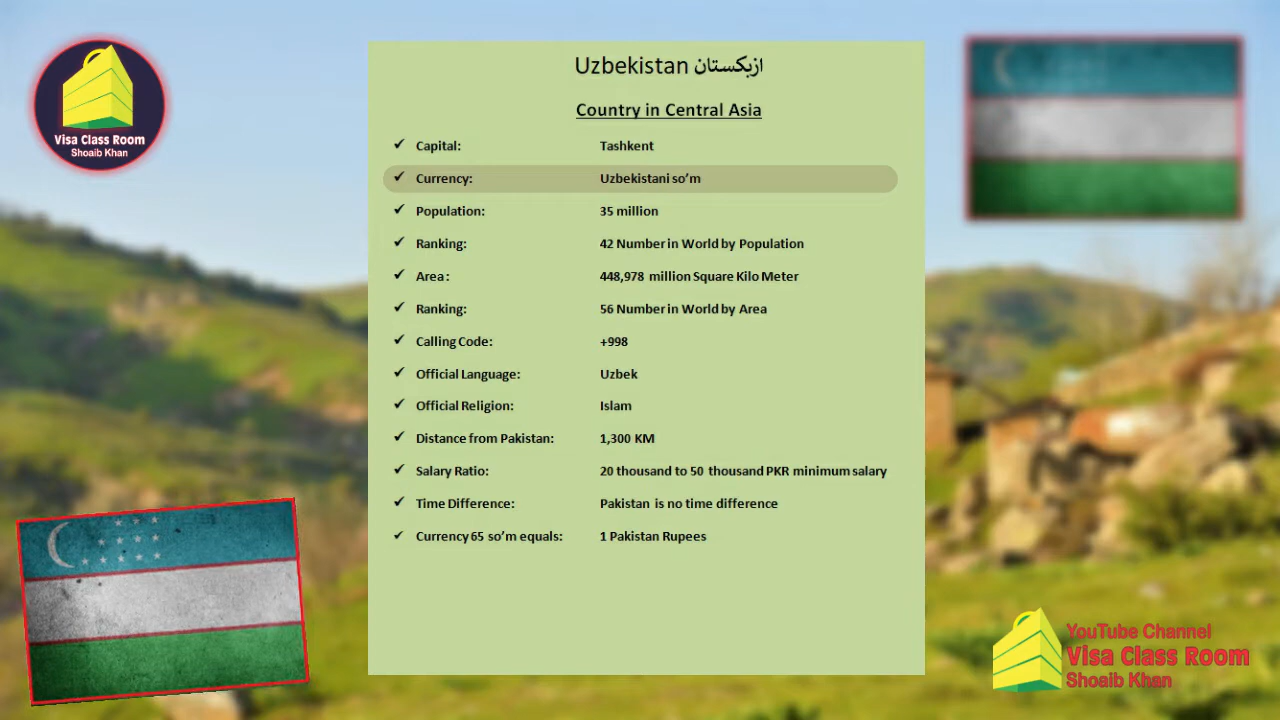 Visa Class Room
Shoaib Khan
Uzbekistan ازبکستان
Country in Central Asia
✓ Capital: Tashkent
✓ Currency: Uzbekistani so’m
✓ Population: 35 million
✓ Ranking: 42 Number in World by Population
✓ Area: 448,978 million Square Kilo Meter
✓ Ranking: 56 Number in World by Area
✓ Calling Code: +998
✓ Official Language: Uzbek
✓ Official Religion: Islam
✓ Distance from Pakistan: 1,300 KM
✓ Salary Ratio: 20 thousand to 50 thousand PKR minimum salary
✓ Time Difference: Pakistan is no time difference
✓ Currency 65 so’m equals: 1 Pakistan Rupees
YouTube Channel
Visa Class Room
Shoaib Khan